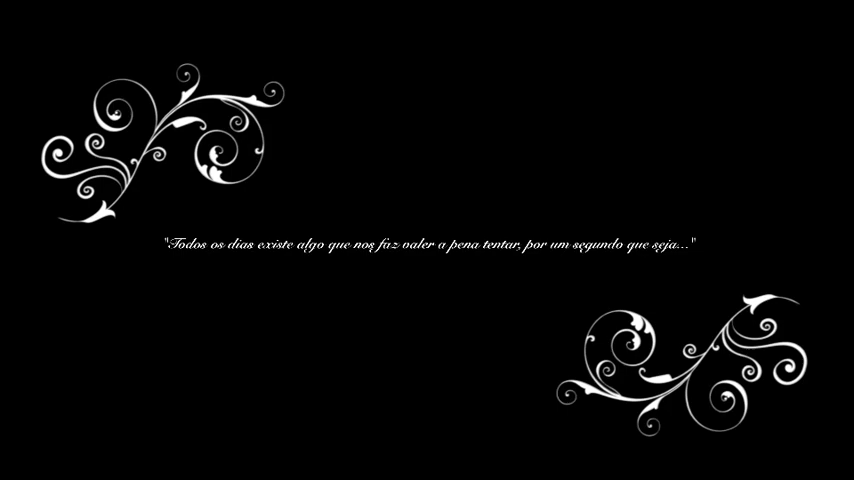 "Todos os dias existe algo que nos faz valer a pena tentar, por um segundo que seja..."